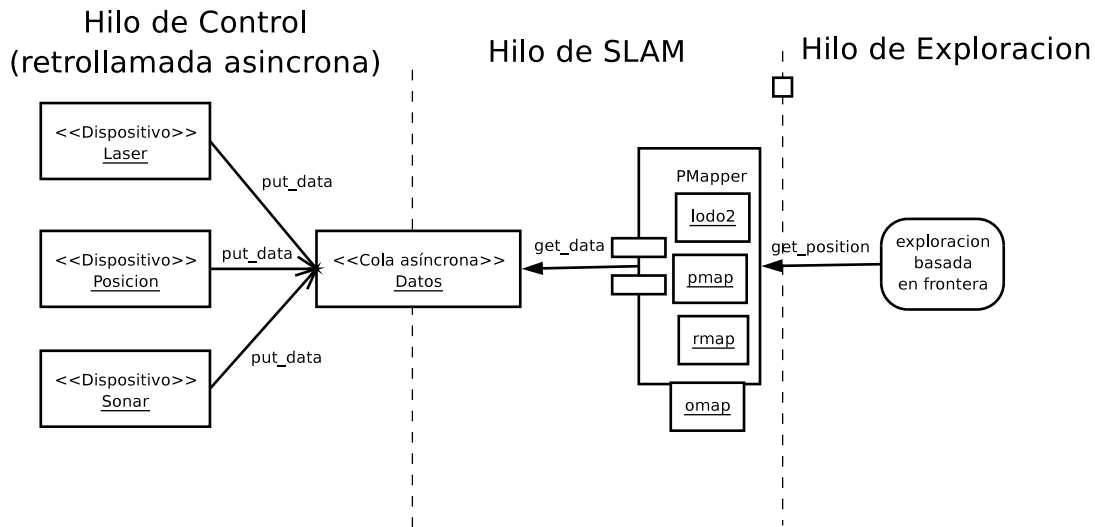 Hilo de Control
(retrollamada asincrona)
Hilo de SLAM
Hilo de Exploracion
<<Dispositivo>>
Laser
put_data
<<Dispositivo>>
Posicion
put_data
<<Dispositivo>>
Sonar
put_data
<<Cola asíncrona>>
Datos
get_data
PMapper
lodo2
pmap
rmap
omap
get_position
exploracion
basada
en frontera